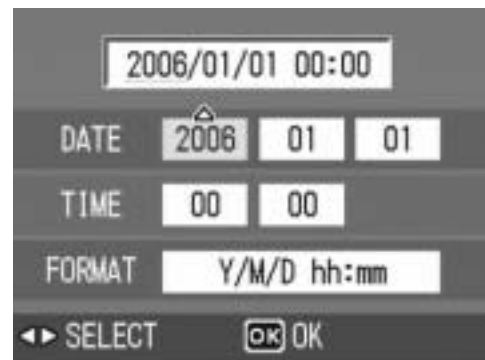 2006/01/01 00:00
DATE 2006 01 01
TIME 00 00
FORMAT Y/M/D hh:mm
SELECT OK OK